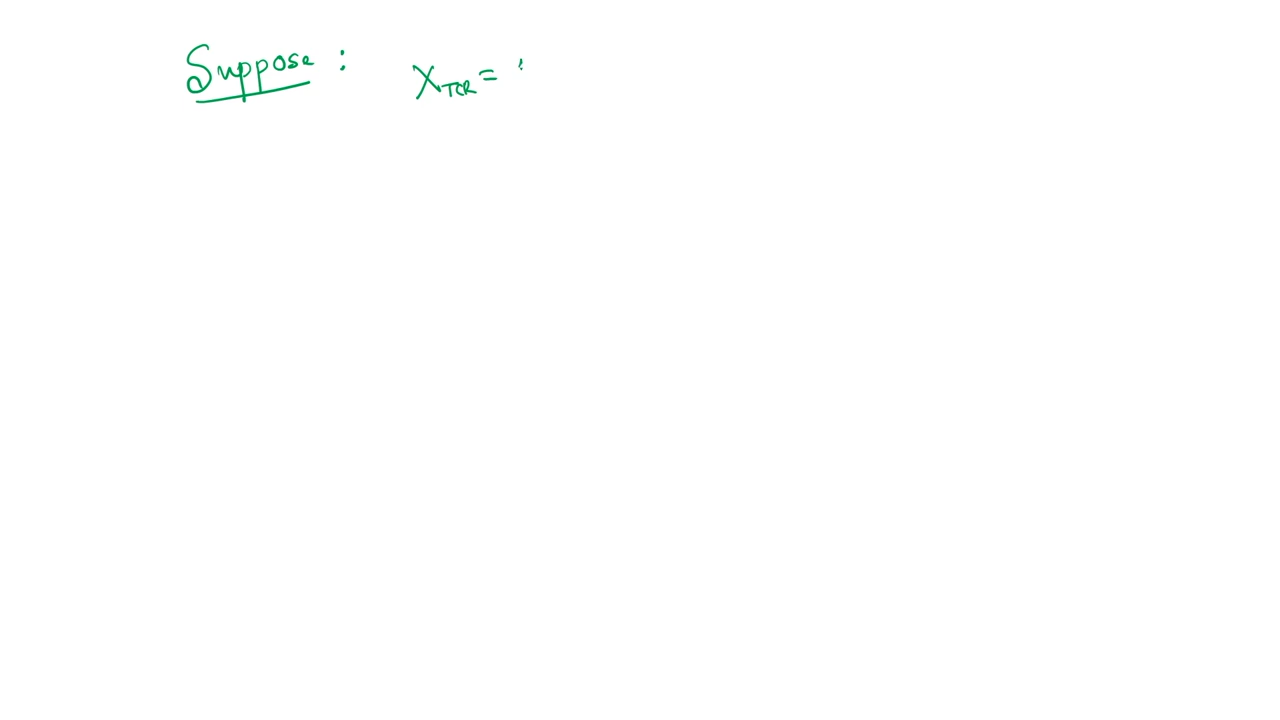 Suppose : X_TCR = '